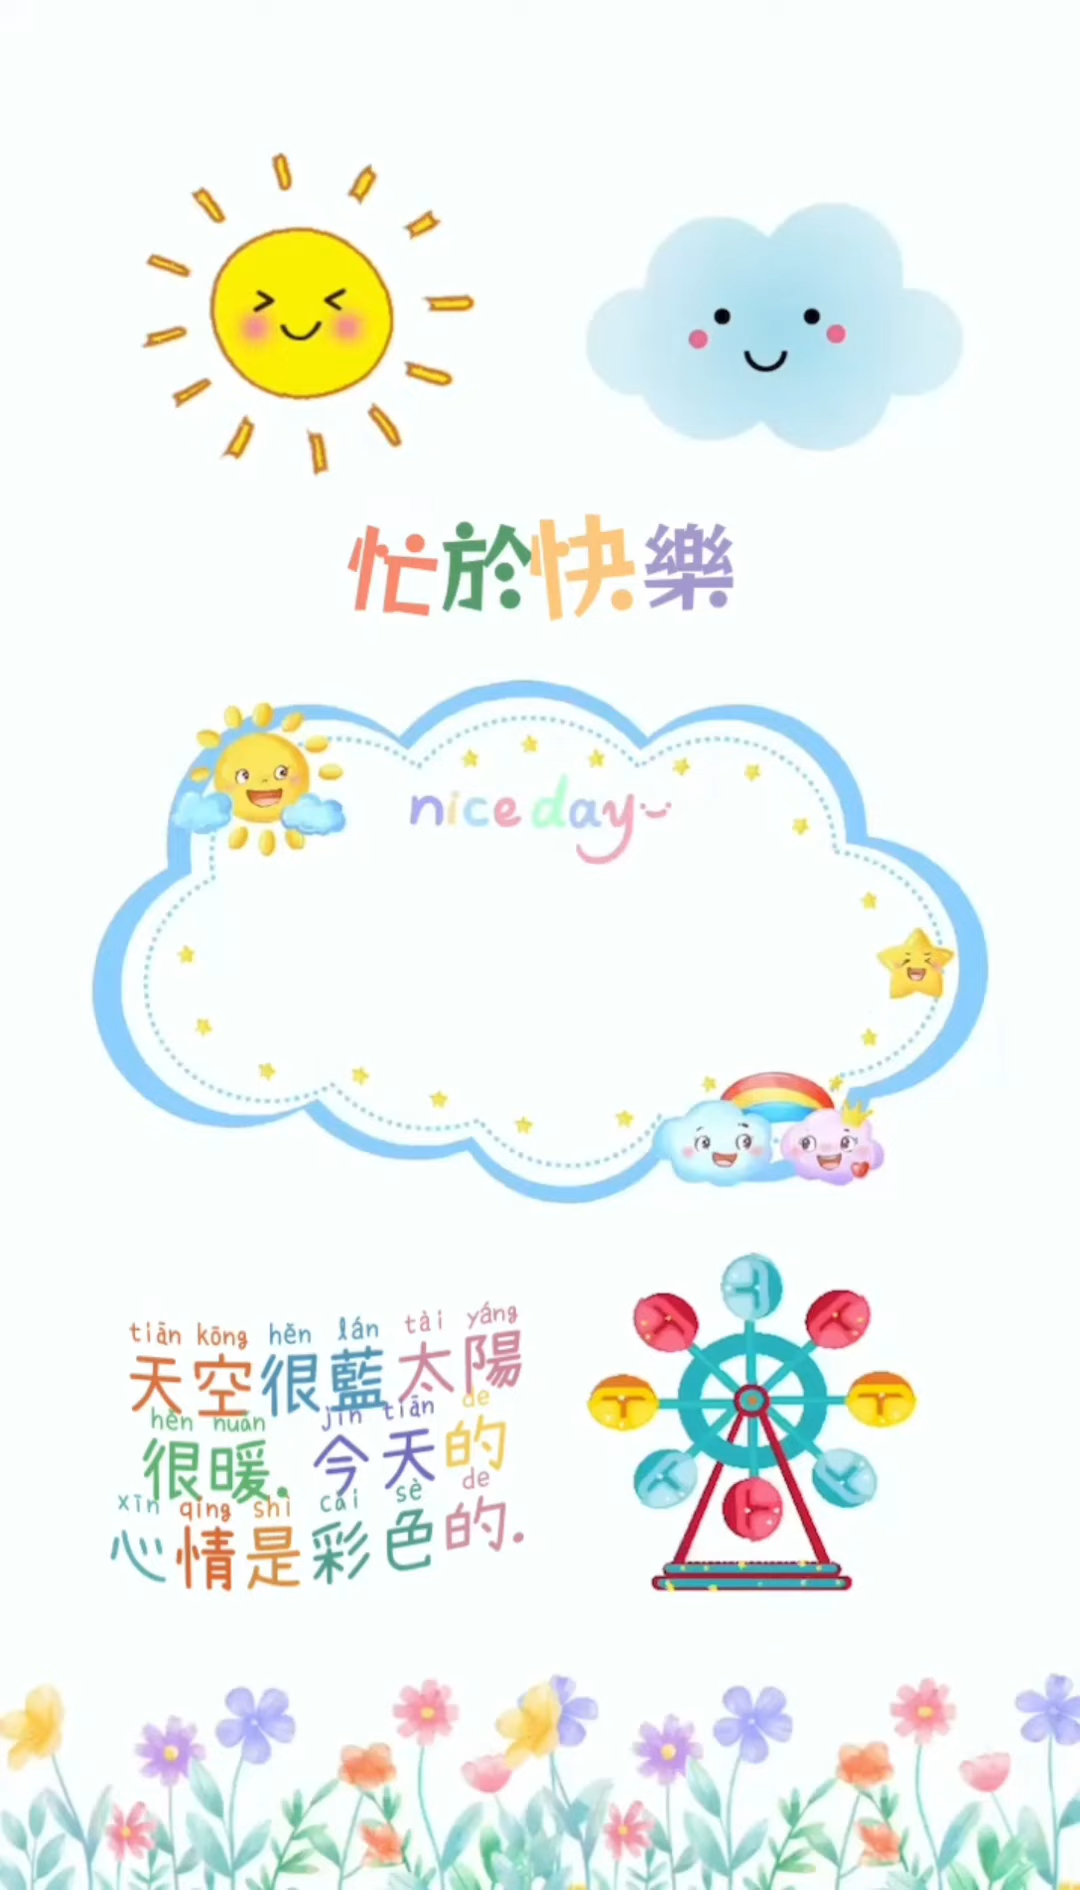 忙於快樂
nice day
tiān kōng hěn lán tài yáng
天空很藍太陽
hěn nuǎn jīn tiān de
很暖. 今天的
xīn qíng shì cǎi sè de
心情是彩色的.